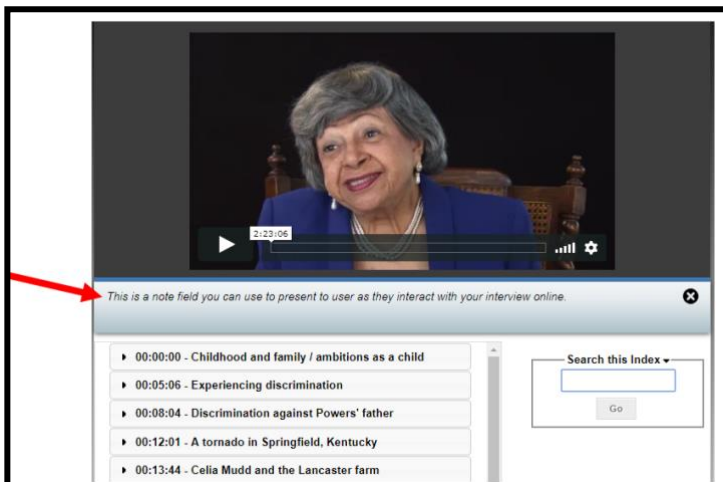 2:23:06
This is a note field you can use to present to user as they interact with your interview online.
00:00:00 - Childhood and family / ambitions as a child
00:05:06 - Experiencing discrimination
00:08:04 - Discrimination against Powers' father
00:12:01 - A tornado in Springfield, Kentucky
00:13:44 - Celia Mudd and the Lancaster farm
Search this Index
Go